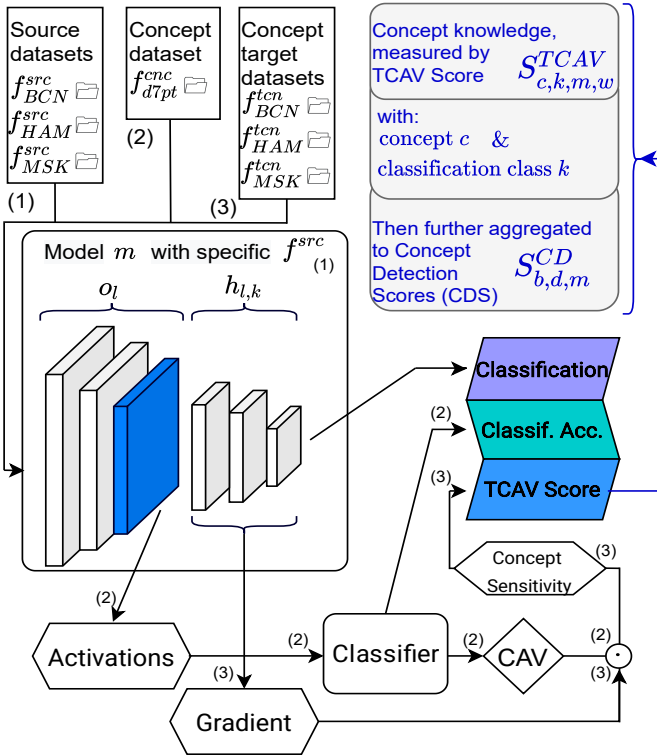 Source
datasets
f^{src}_{BCN}
f^{src}_{HAM}
f^{src}_{MSK}
(1)
Concept
dataset
f^{cnc}_{d7pt}
(2)
Concept
target
datasets
f^{tcn}_{BCN}
f^{tcn}_{HAM}
f^{tcn}_{MSK}
(3)
Concept knowledge,
measured by
TCAV Score S^{TCAV}_{c,k,m,w}
with:
concept c &
classification class k
Then further aggregated
to Concept
Detection
Scores (CDS) S^{CD}_{b,d,m}
Model m with specific f^{src}
(1)
o_l
h_{l,k}
Classification
(2)
Classif. Acc.
(3)
TCAV Score
Concept
Sensitivity
(3)
(2)
Activations
(2)
Classifier
(2)
CAV
(2)
·
(3)
(3)
Gradient